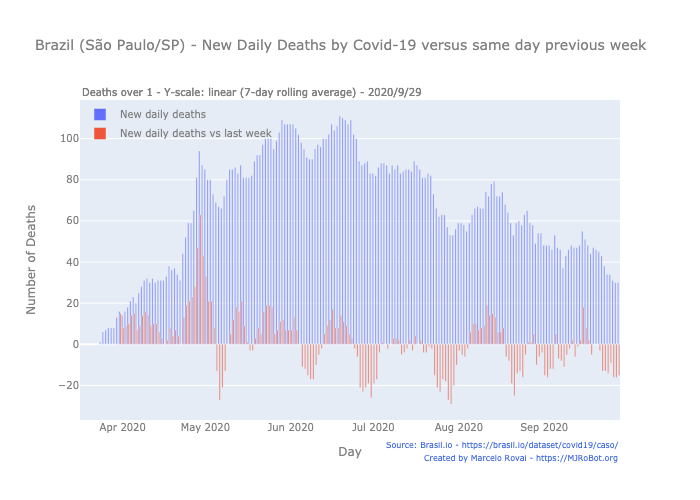 Brazil (São Paulo/SP) - New Daily Deaths by Covid-19 versus same day previous week
Deaths over 1 - Y-scale: linear (7-day rolling average) - 2020/9/29
New daily deaths
New daily deaths vs last week
Number of Deaths
100
80
60
40
20
0
−20
Apr 2020 May 2020 Jun 2020 Jul 2020 Aug 2020 Sep 2020
Day
Source: Brasil.io - https://brasil.io/dataset/covid19/caso/
Created by Marcelo Rovai - https://MJRoBot.org